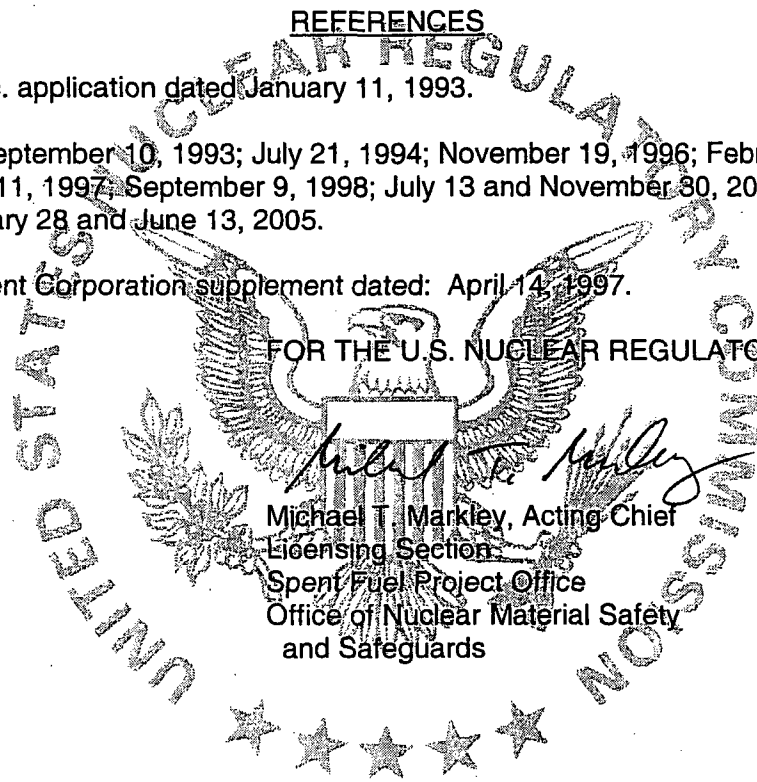 REFERENCES
. application dated January 11, 1993.
eptember 10, 1993; July 21, 1994; November 19, 1996; Febr
11, 1997; September 9, 1998; July 13 and November 30, 20
ary 28 and June 13, 2005.
ent Corporation supplement dated: April 14, 1997.
FOR THE U.S. NUCLEAR REGULATO
Michael T. Markley, Acting Chief
Licensing Section
Spent Fuel Project Office
Office of Nuclear Material Safety
and Safeguards
UNITED STATES NUCLEAR REGULATORY COMMISSION